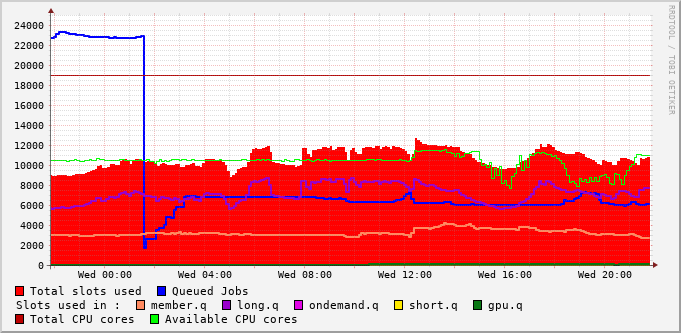 RRDTOOL / TOBI OETIKER
24000
22000
20000
18000
16000
14000
12000
10000
8000
6000
4000
2000
0
Wed 00:00 Wed 04:00 Wed 08:00 Wed 12:00 Wed 16:00 Wed 20:00
Total slots used Queued Jobs
Slots used in : member.q long.q ondemand.q short.q gpu.q
Total CPU cores Available CPU cores